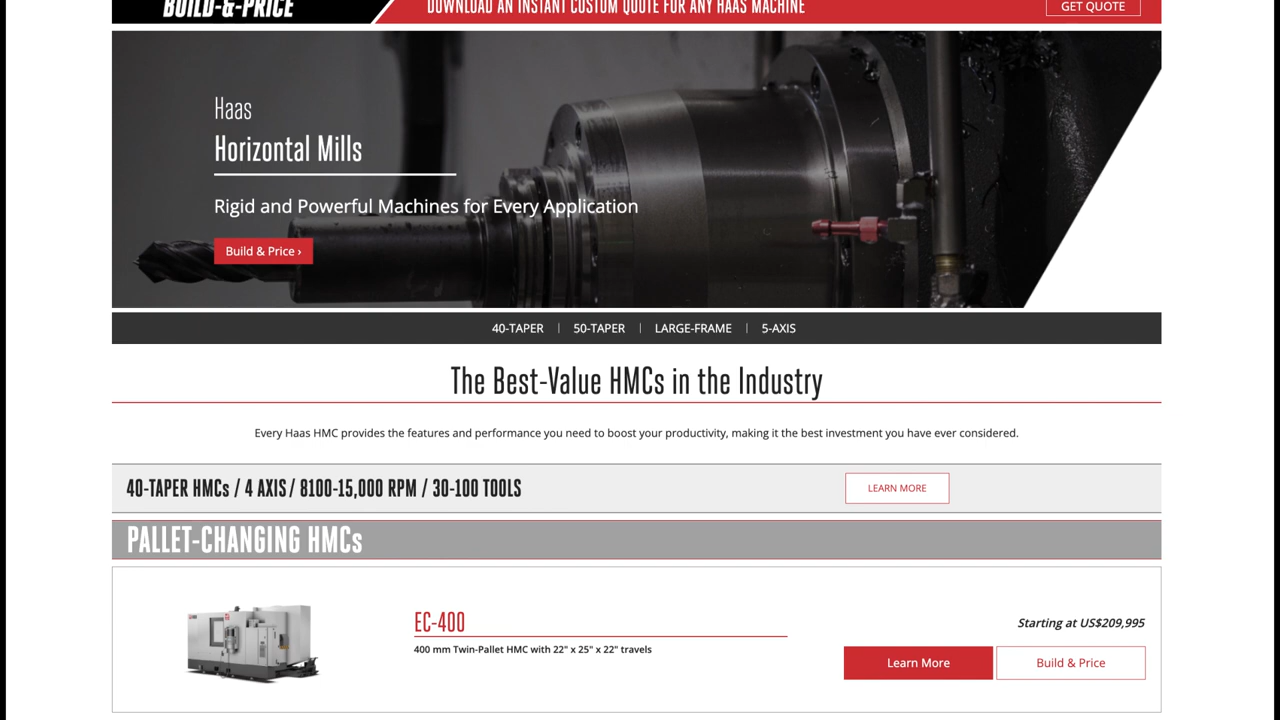 BUILD-&-PRICE
DOWNLOAD AN INSTANT CUSTOM QUOTE FOR ANY HAAS MACHINE
GET QUOTE
Haas
Horizontal Mills
Rigid and Powerful Machines for Every Application
Build & Price ›
40-TAPER | 50-TAPER | LARGE-FRAME | 5-AXIS
The Best-Value HMCs in the Industry
Every Haas HMC provides the features and performance you need to boost your productivity, making it the best investment you have ever considered.
40-TAPER HMCs / 4 AXIS / 8100-15,000 RPM / 30-100 TOOLS
LEARN MORE
PALLET-CHANGING HMCs
EC-400
400 mm Twin-Pallet HMC with 22" x 25" x 22" travels
Starting at US$209,995
Learn More
Build & Price